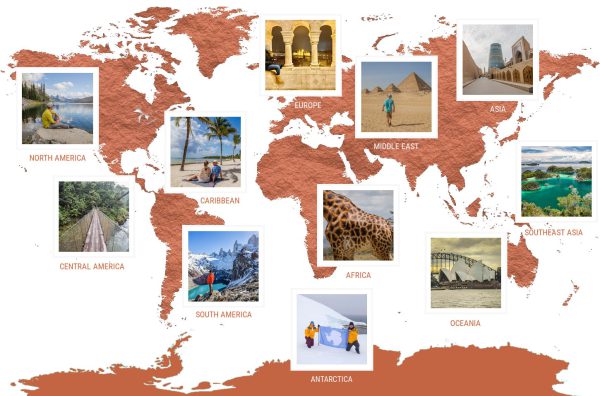 EUROPE
ASIA
MIDDLE EAST
NORTH AMERICA
CARIBBEAN
SOUTHEAST ASIA
CENTRAL AMERICA
AFRICA
SOUTH AMERICA
OCEANIA
ANTARCTICA